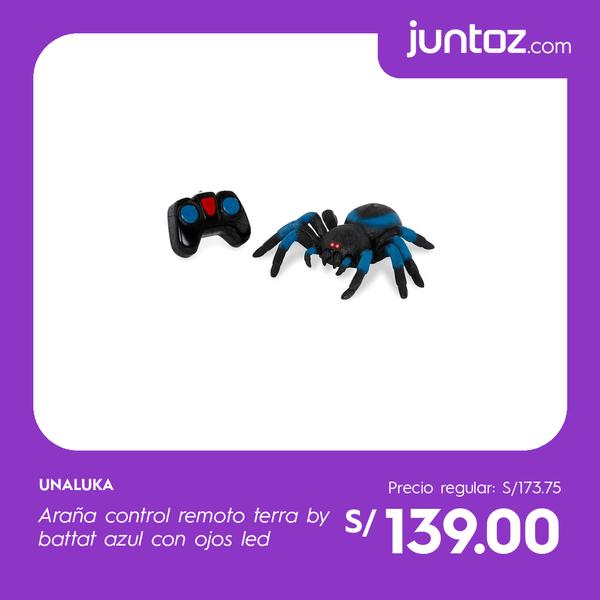 juntoz.com
UNALUKA
Araña control remoto terra by
battat azul con ojos led
Precio regular: S/173.75
S/139.00